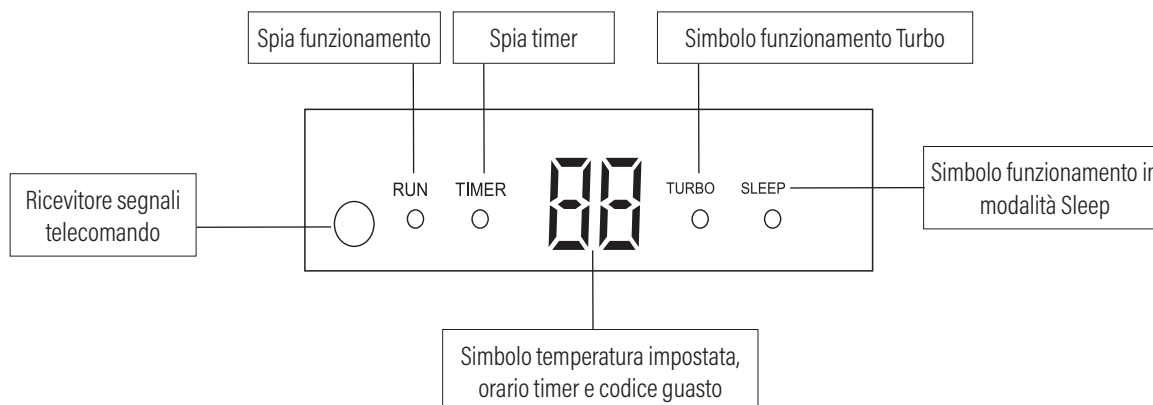 Spia funzionamento
Spia timer
Simbolo funzionamento Turbo
Ricevitore segnali
telecomando
RUN
TIMER
88
TURBO
SLEEP
Simbolo funzionamento in
modalità Sleep
Simbolo temperatura impostata,
orario timer e codice guasto